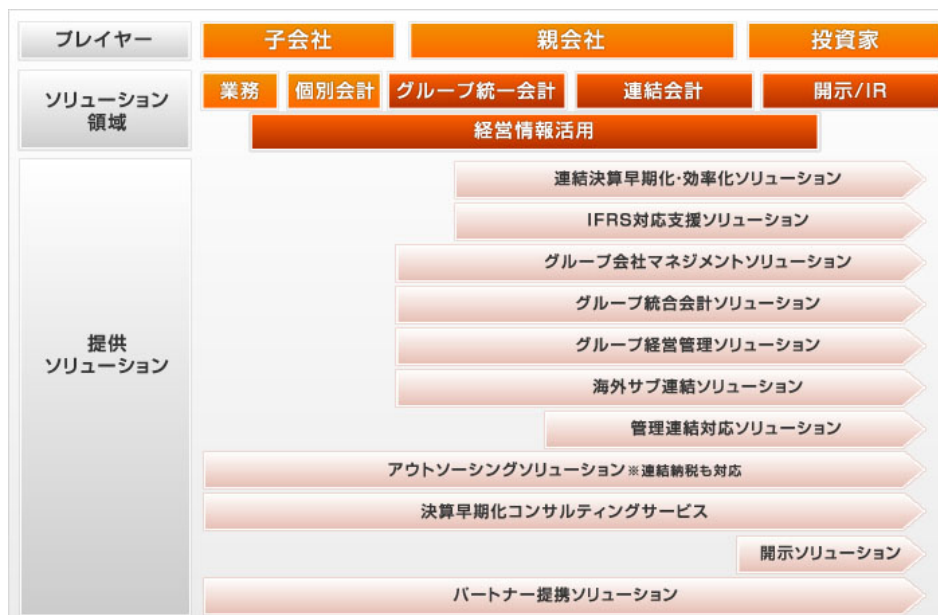 プレイヤー
子会社
親会社
投資家
ソリューション
領域
業務
個別会計
グループ統一会計
連結会計
開示/IR
経営情報活用
提供
ソリューション
連結決算早期化・効率化ソリューション
IFRS対応支援ソリューション
グループ会社マネジメントソリューション
グループ統合会計ソリューション
グループ経営管理ソリューション
海外サブ連結ソリューション
管理連結対応ソリューション
アウトソーシングソリューション※連結納税も対応
決算早期化コンサルティングサービス
開示ソリューション
パートナー提携ソリューション